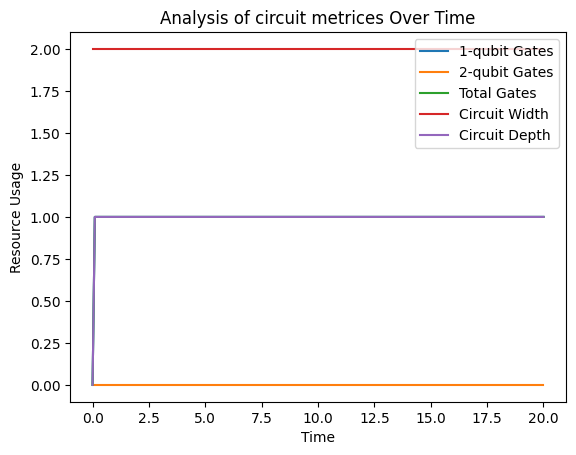 Analysis of circuit metrices Over Time
Resource Usage
2.00
1.75
1.50
1.25
1.00
0.75
0.50
0.25
0.00
1-qubit Gates
2-qubit Gates
Total Gates
Circuit Width
Circuit Depth
0.0 2.5 5.0 7.5 10.0 12.5 15.0 17.5 20.0
Time